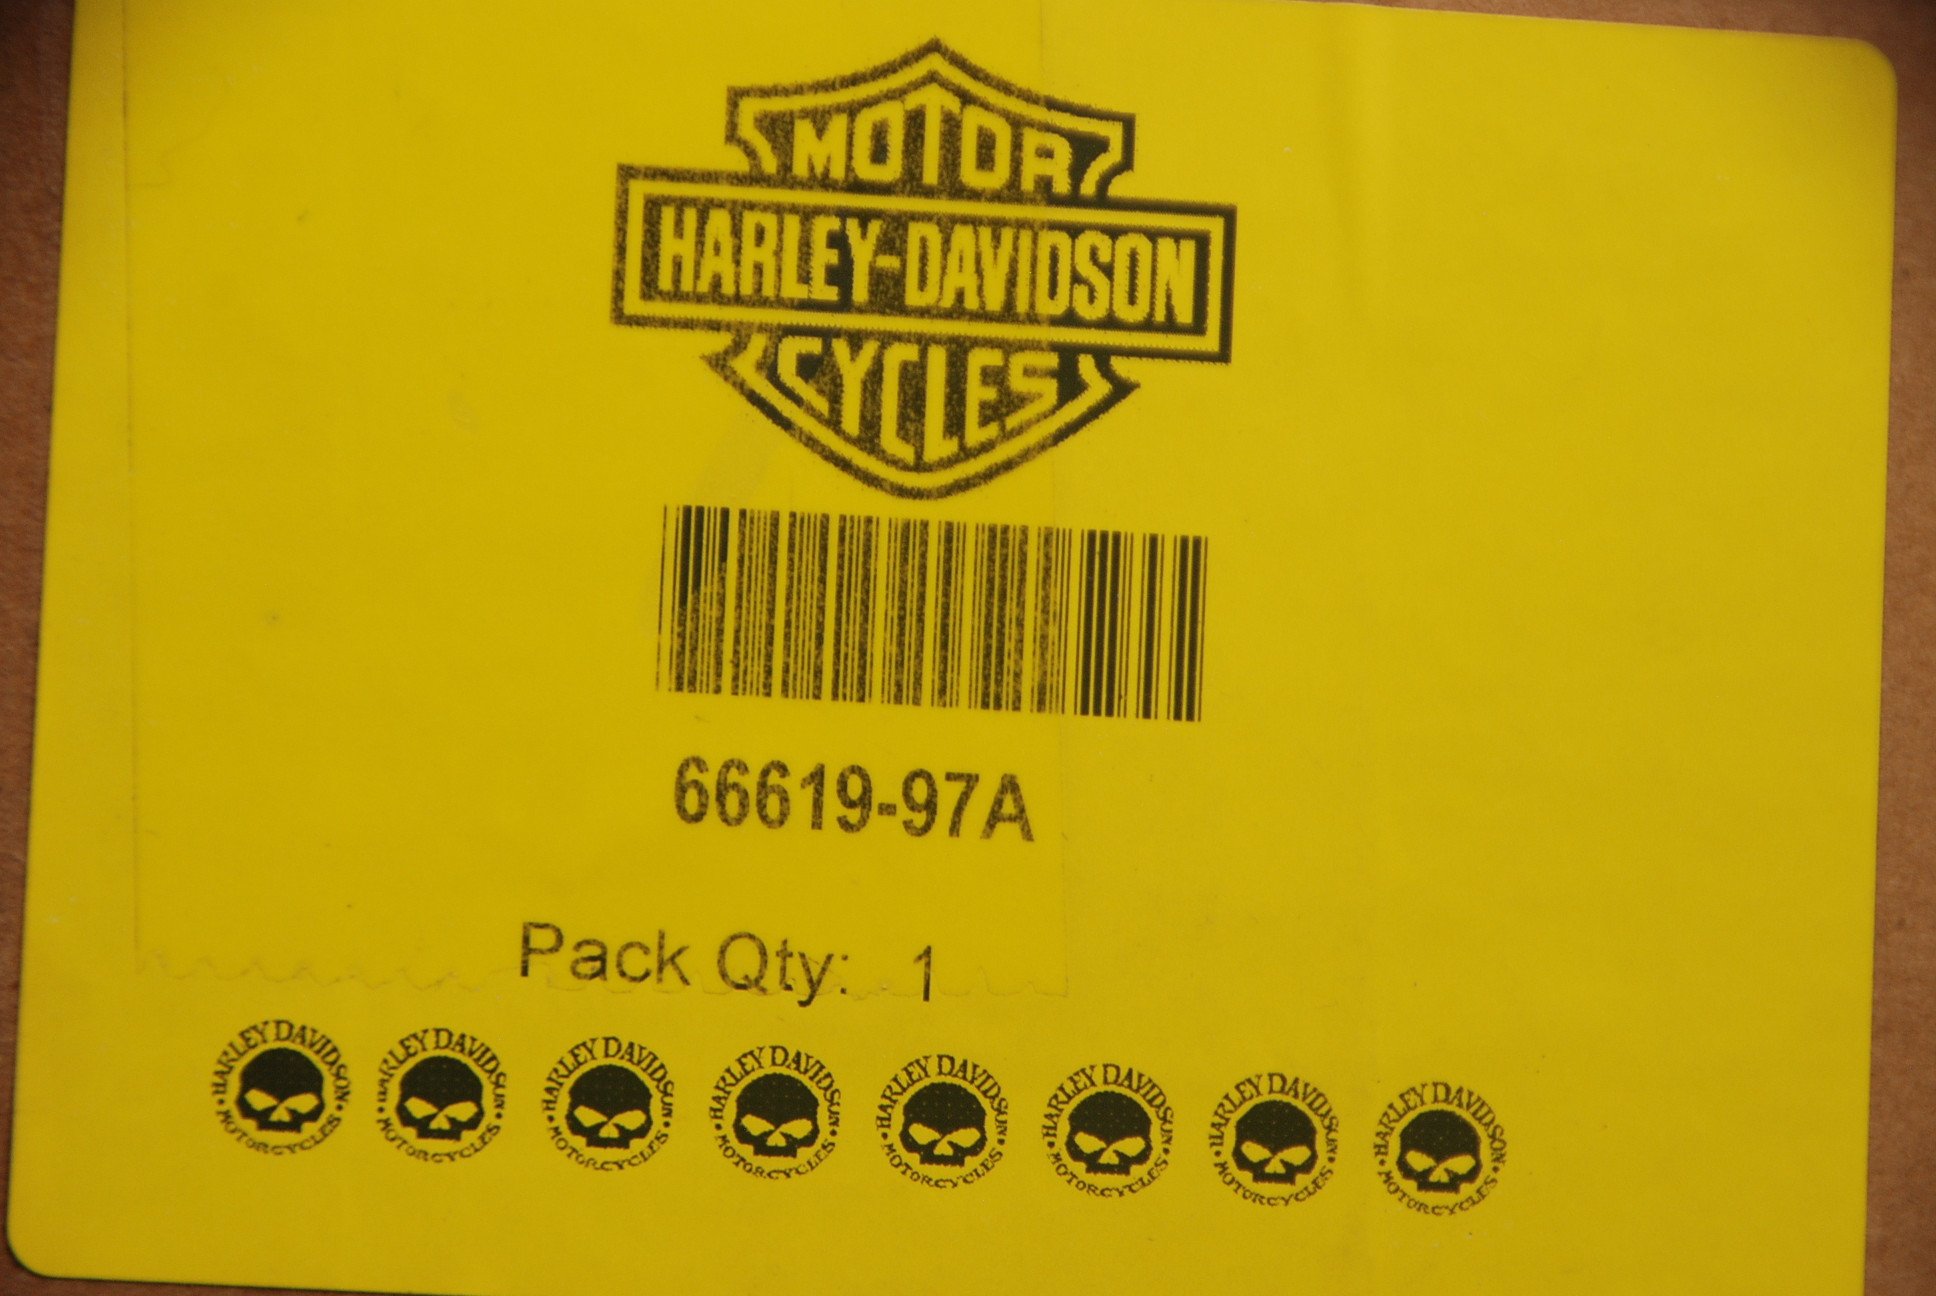 MOTOR
HARLEY-DAVIDSON
CYCLES
66619-97A
Pack Qty: 1
HARLEY DAVIDSON HARLEY DAVIDSON HARLEY DAVIDSON HARLEY DAVIDSON HARLEY DAVIDSON HARLEY DAVIDSON HARLEY DAVIDSON HARLEY DAVIDSON
• MOTORCYCLES • • MOTORCYCLES • • MOTORCYCLES • • MOTORCYCLES • • MOTORCYCLES • • MOTORCYCLES • • MOTORCYCLES • • MOTORCYCLES •